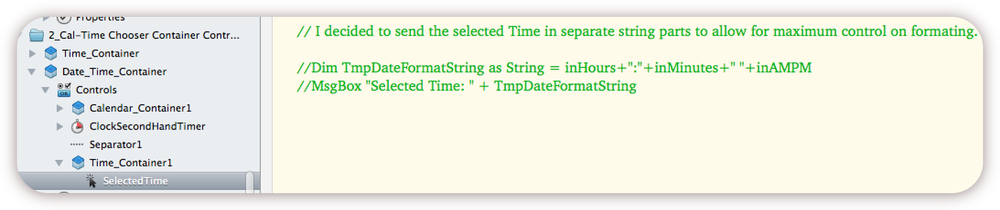 Properties
2_Cal-Time Chooser Container Contr...
Time_Container
Date_Time_Container
Controls
OK
Calendar_Container1
ClockSecondHandTimer
Separator1
Time_Container1
SelectedTime
// I decided to send the selected Time in separate string parts to allow for maximum control on formating.
//Dim TmpDateFormatString as String = inHours+":"+inMinutes+" "+inAMPM
//MsgBox "Selected Time: " + TmpDateFormatString